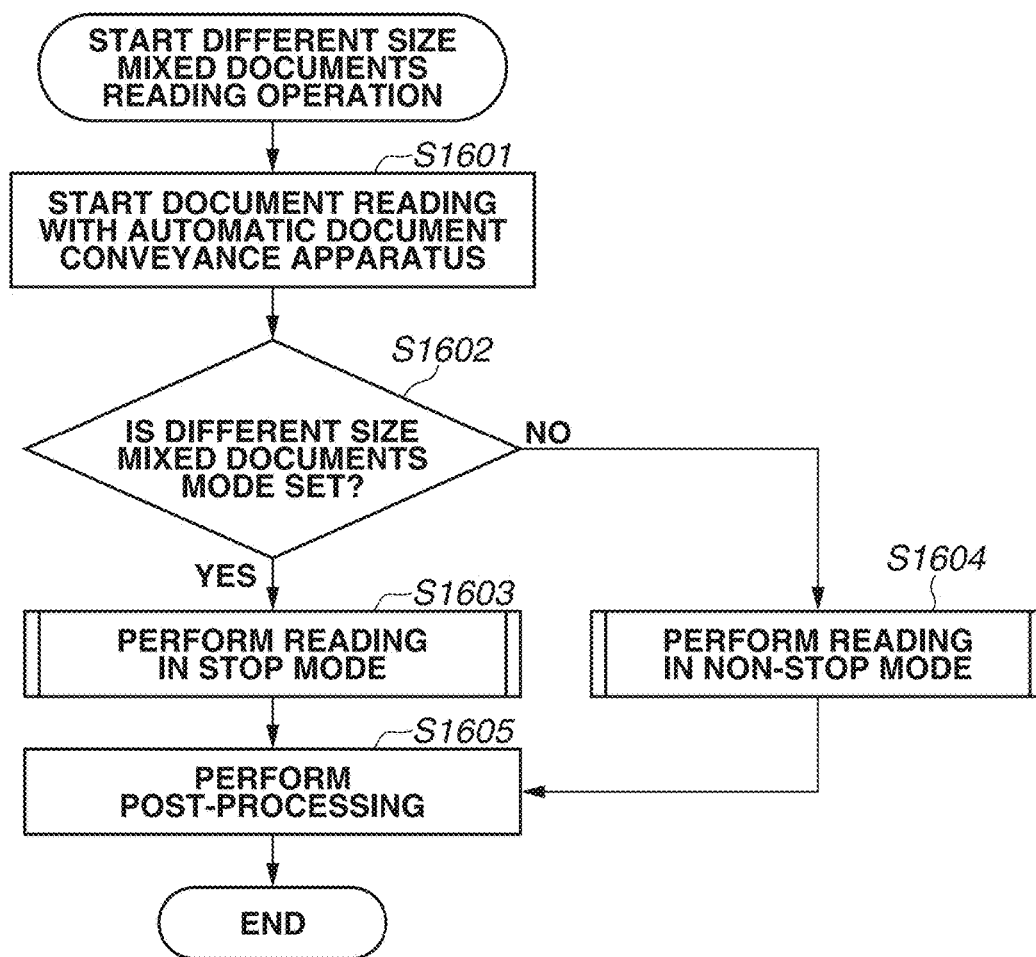 START DIFFERENT SIZE
MIXED DOCUMENTS
READING OPERATION
S1601
START DOCUMENT READING
WITH AUTOMATIC DOCUMENT
CONVEYANCE APPARATUS
S1602
IS DIFFERENT SIZE
MIXED DOCUMENTS
MODE SET?
NO
YES
S1603
PERFORM READING
IN STOP MODE
S1604
PERFORM READING
IN NON-STOP MODE
S1605
PERFORM
POST-PROCESSING
END